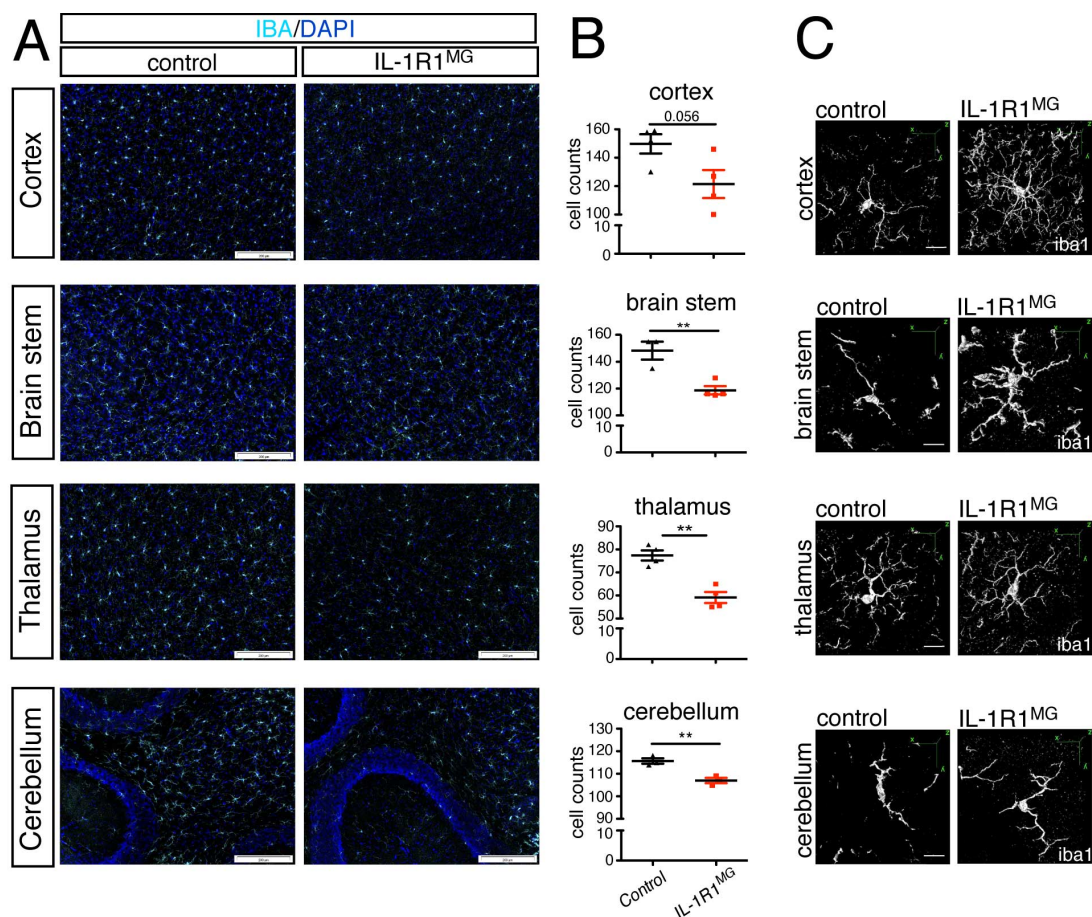 A
IBA/DAPI
control
IL-1R1MG
Cortex
Brain stem
Thalamus
Cerebellum
200 µm
B
cortex
0.056
160
140
120
100
10
0
cell counts
brain stem
**
160
140
120
100
10
0
cell counts
thalamus
**
90
80
70
60
50
10
0
cell counts
cerebellum
**
130
120
110
100
90
10
0
cell counts
Control
IL-1R1MG
C
control
IL-1R1MG
cortex
x
z
y
x
z
y
iba1
control
IL-1R1MG
brain stem
x
z
y
x
z
y
iba1
control
IL-1R1MG
thalamus
x
z
y
x
z
y
iba1
control
IL-1R1MG
cerebellum
x
z
y
x
z
y
iba1